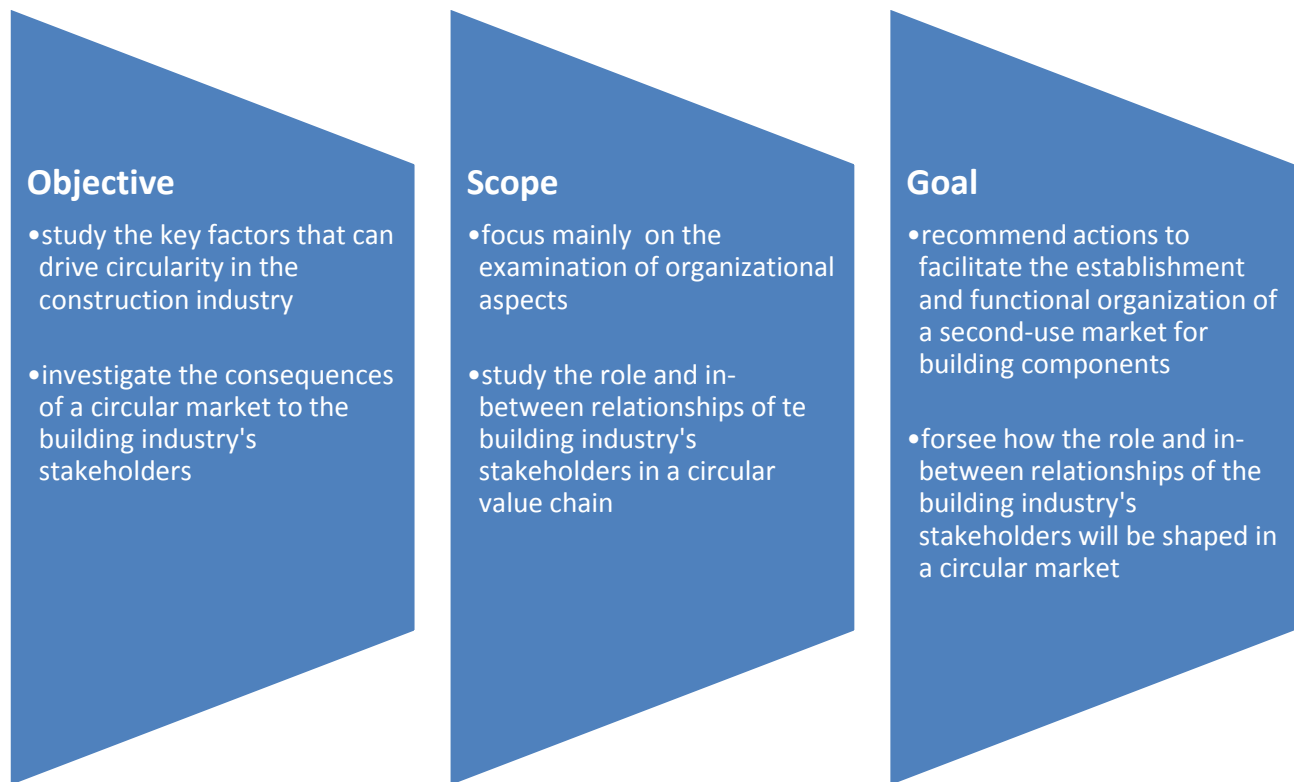 Objective
•study the key factors that can
drive circularity in the
construction industry
•investigate the consequences
of a circular market to the
building industry's
stakeholders
Scope
•focus mainly  on the
examination of organizational
aspects
•study the role and in-
between relationships of te
building industry's
stakeholders in a circular
value chain
Goal
•recommend actions to
facilitate the establishment
and functional organization of
a second-use market for
building components
•forsee how the role and in-
between relationships of the
building industry's
stakeholders will be shaped in
a circular market